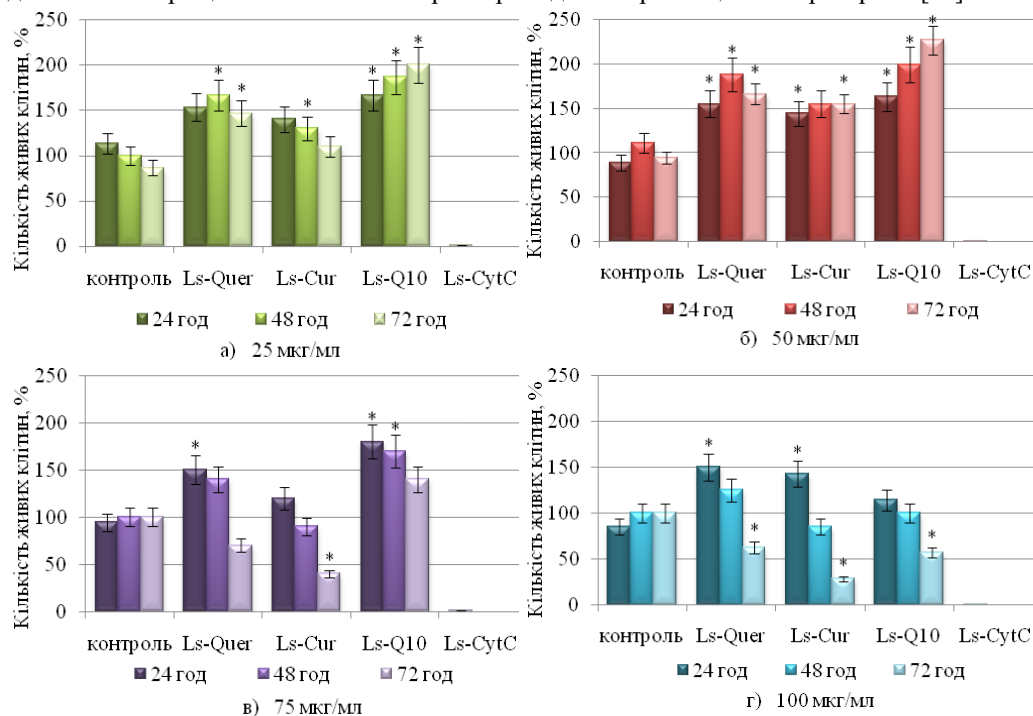 Кількість живих клітин, %
250
200
150
100
50
0
* * * * * *
контроль Ls-Quer Ls-Cur Ls-Q10 Ls-CytC
24 год 48 год 72 год
а) 25 мкг/мл
Кількість живих клітин, %
250
200
150
100
50
0
* * * * * * * *
контроль Ls-Quer Ls-Cur Ls-Q10 Ls-CytC
24 год 48 год 72 год
б) 50 мкг/мл
Кількість живих клітин, %
250
200
150
100
50
0
* * * *
контроль Ls-Quer Ls-Cur Ls-Q10 Ls-CytC
24 год 48 год 72 год
в) 75 мкг/мл
Кількість живих клітин, %
250
200
150
100
50
0
* * * * *
контроль Ls-Quer Ls-Cur Ls-Q10 Ls-CytC
24 год 48 год 72 год
г) 100 мкг/мл